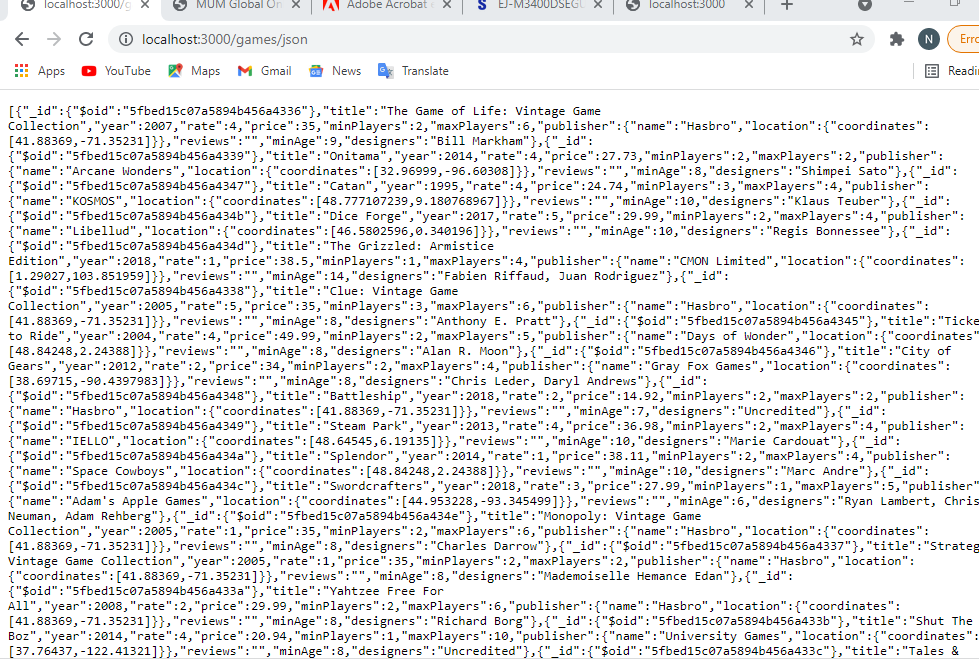 localhost:3000/g
MUM Global On
Adobe Acrobat
EJ-M3400DSEGU
localhost:3000
localhost:3000/games/json
N
Erro
Apps
YouTube
Maps
Gmail
News
Translate
Readi
[{"_id":{"$oid":"5fbed15c07a5894b456a4336"},"title":"The Game of Life: Vintage Game
Collection","year":2007,"rate":4,"price":35,"minPlayers":2,"maxPlayers":6,"publisher":{"name":"Hasbro","location":{"coordinates":
[41.88369,-71.35231]}},"reviews":"","minAge":9,"designers":"Bill Markham"},{"_id":
{"$oid":"5fbed15c07a5894b456a4339"},"title":"Onitama","year":2014,"rate":4,"price":27.73,"minPlayers":2,"maxPlayers":2,"publisher":
{"name":"Arcane Wonders","location":{"coordinates":[32.96999,-96.60308]}},"reviews":"","minAge":8,"designers":"Shimpei Sato"},{"_id":
{"$oid":"5fbed15c07a5894b456a4347"},"title":"Catan","year":1995,"rate":4,"price":24.74,"minPlayers":3,"maxPlayers":4,"publisher":
{"name":"KOSMOS","location":{"coordinates":[48.777107239,9.180768967]}},"reviews":"","minAge":10,"designers":"Klaus Teuber"},{"_id":
{"$oid":"5fbed15c07a5894b456a434b"},"title":"Dice Forge","year":2017,"rate":5,"price":29.99,"minPlayers":2,"maxPlayers":4,"publisher":
{"name":"Libellud","location":{"coordinates":[46.5802596,0.340196]}},"reviews":"","minAge":10,"designers":"Regis Bonnessee"},{"_id":
{"$oid":"5fbed15c07a5894b456a434d"},"title":"The Grizzled: Armistice
Edition","year":2018,"rate":1,"price":38.5,"minPlayers":1,"maxPlayers":4,"publisher":{"name":"CMON Limited","location":{"coordinates":
[1.29027,103.851959]}},"reviews":"","minAge":14,"designers":"Fabien Riffaud, Juan Rodriguez"},{"_id":
{"$oid":"5fbed15c07a5894b456a4338"},"title":"Clue: Vintage Game
Collection","year":2005,"rate":5,"price":35,"minPlayers":3,"maxPlayers":6,"publisher":{"name":"Hasbro","location":{"coordinates":
[41.88369,-71.35231]}},"reviews":"","minAge":8,"designers":"Anthony E. Pratt"},{"_id":{"$oid":"5fbed15c07a5894b456a4345"},"title":"Ticke
to Ride","year":2004,"rate":4,"price":49.99,"minPlayers":2,"maxPlayers":5,"publisher":{"name":"Days of Wonder","location":{"coordinates"
[48.84248,2.24388]}},"reviews":"","minAge":8,"designers":"Alan R. Moon"},{"_id":{"$oid":"5fbed15c07a5894b456a4346"},"title":"City of
Gears","year":2012,"rate":2,"price":34,"minPlayers":2,"maxPlayers":4,"publisher":{"name":"Gray Fox Games","location":{"coordinates":
[38.69715,-90.4397983]}},"reviews":"","minAge":8,"designers":"Chris Leder, Daryl Andrews"},{"_id":
{"$oid":"5fbed15c07a5894b456a4348"},"title":"Battleship","year":2018,"rate":2,"price":14.92,"minPlayers":2,"maxPlayers":2,"publisher":
{"name":"Hasbro","location":{"coordinates":[41.88369,-71.35231]}},"reviews":"","minAge":7,"designers":"Uncredited"},{"_id":
{"$oid":"5fbed15c07a5894b456a4349"},"title":"Steam Park","year":2013,"rate":4,"price":36.98,"minPlayers":2,"maxPlayers":4,"publisher":
{"name":"IELLO","location":{"coordinates":[48.64545,6.19135]}},"reviews":"","minAge":10,"designers":"Marie Cardouat"},{"_id":
{"$oid":"5fbed15c07a5894b456a434a"},"title":"Splendor","year":2014,"rate":1,"price":38.11,"minPlayers":2,"maxPlayers":4,"publisher":
{"name":"Space Cowboys","location":{"coordinates":[48.84248,2.24388]}},"reviews":"","minAge":10,"designers":"Marc Andre"},{"_id":
{"$oid":"5fbed15c07a5894b456a434c"},"title":"Swordcrafters","year":2018,"rate":3,"price":27.99,"minPlayers":1,"maxPlayers":5,"publisher"
{"name":"Adam's Apple Games","location":{"coordinates":[44.953228,-93.345499]}},"reviews":"","minAge":6,"designers":"Ryan Lambert, Chris
Neuman, Adam Rehberg"},{"_id":{"$oid":"5fbed15c07a5894b456a434e"},"title":"Monopoly: Vintage Game
Collection","year":2005,"rate":1,"price":35,"minPlayers":2,"maxPlayers":6,"publisher":{"name":"Hasbro","location":{"coordinates":
[41.88369,-71.35231]}},"reviews":"","minAge":8,"designers":"Charles Darrow"},{"_id":{"$oid":"5fbed15c07a5894b456a4337"},"title":"Strateg
Vintage Game Collection","year":2005,"rate":1,"price":35,"minPlayers":2,"maxPlayers":2,"publisher":{"name":"Hasbro","location":
{"coordinates":[41.88369,-71.35231]}},"reviews":"","minAge":8,"designers":"Mademoiselle Hemance Edan"},{"_id":
{"$oid":"5fbed15c07a5894b456a433a"},"title":"Yahtzee Free For
All","year":2008,"rate":2,"price":29.99,"minPlayers":2,"maxPlayers":6,"publisher":{"name":"Hasbro","location":{"coordinates":
[41.88369,-71.35231]}},"reviews":"","minAge":8,"designers":"Richard Borg"},{"_id":{"$oid":"5fbed15c07a5894b456a433b"},"title":"Shut The
Boz","year":2014,"rate":4,"price":20.94,"minPlayers":1,"maxPlayers":10,"publisher":{"name":"University Games","location":{"coordinates":
[37.76437,-122.41321]}},"reviews":"","minAge":8,"designers":"Uncredited"},{"_id":{"$oid":"5fbed15c07a5894b456a433c"},"title":"Tales &